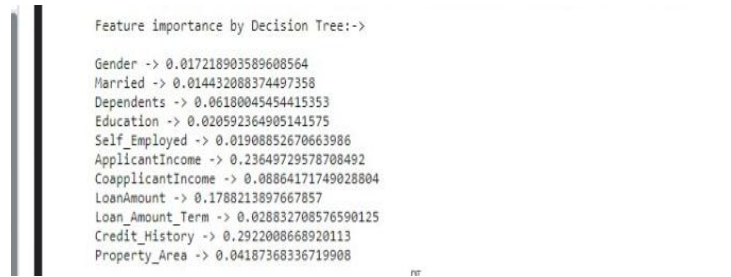 Feature importance by Decision Tree:->
Gender -> 0.017218903589608564
Married -> 0.014432088374497358
Dependents -> 0.06180045454415353
Education -> 0.020592364905141575
Self_Employed -> 0.01908852670663986
ApplicantIncome -> 0.23649729578708492
CoapplicantIncome -> 0.08864171749028804
LoanAmount -> 0.1788213897667857
Loan_Amount_Term -> 0.028832708576590125
Credit_History -> 0.2922008668920113
Property_Area -> 0.04187368336719908